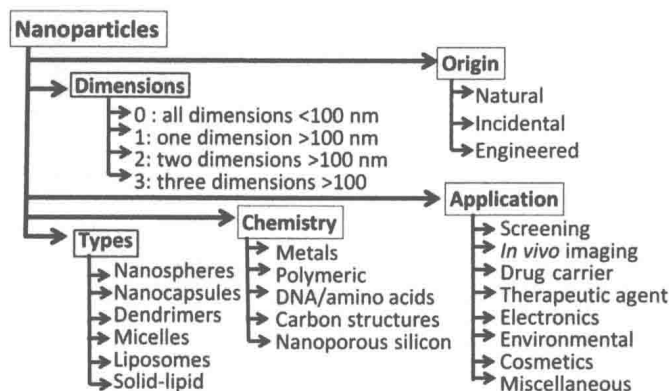 Nanoparticles
Origin
Natural
Incidental
Engineered
Dimensions
0 : all dimensions <100 nm
1: one dimension >100 nm
2: two dimensions >100 nm
3: three dimensions >100
Application
Screening
In vivo imaging
Drug carrier
Therapeutic agent
Electronics
Environmental
Cosmetics
Miscellaneous
Chemistry
Metals
Polymeric
DNA/amino acids
Carbon structures
Nanoporous silicon
Types
Nanospheres
Nanocapsules
Dendrimers
Micelles
Liposomes
Solid-lipid